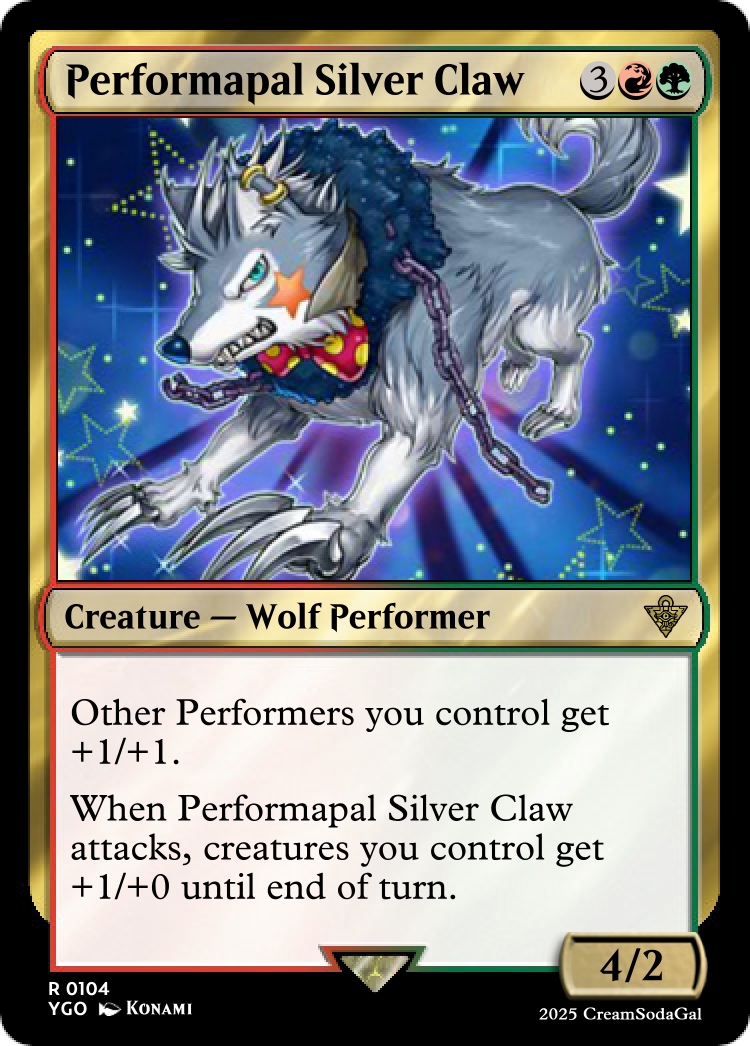 Performapal Silver Claw 3
Creature — Wolf Performer
Other Performers you control get
+1/+1.
When Performapal Silver Claw
attacks, creatures you control get
+1/+0 until end of turn.
4/2
R 0104
YGO KONAMI
2025 CreamSodaGal